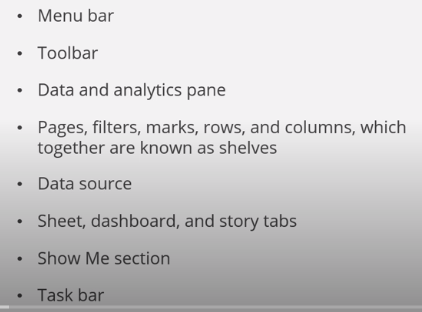 • Menu bar
• Toolbar
• Data and analytics pane
• Pages, filters, marks, rows, and columns, which
together are known as shelves
• Data source
• Sheet, dashboard, and story tabs
• Show Me section
• Task bar